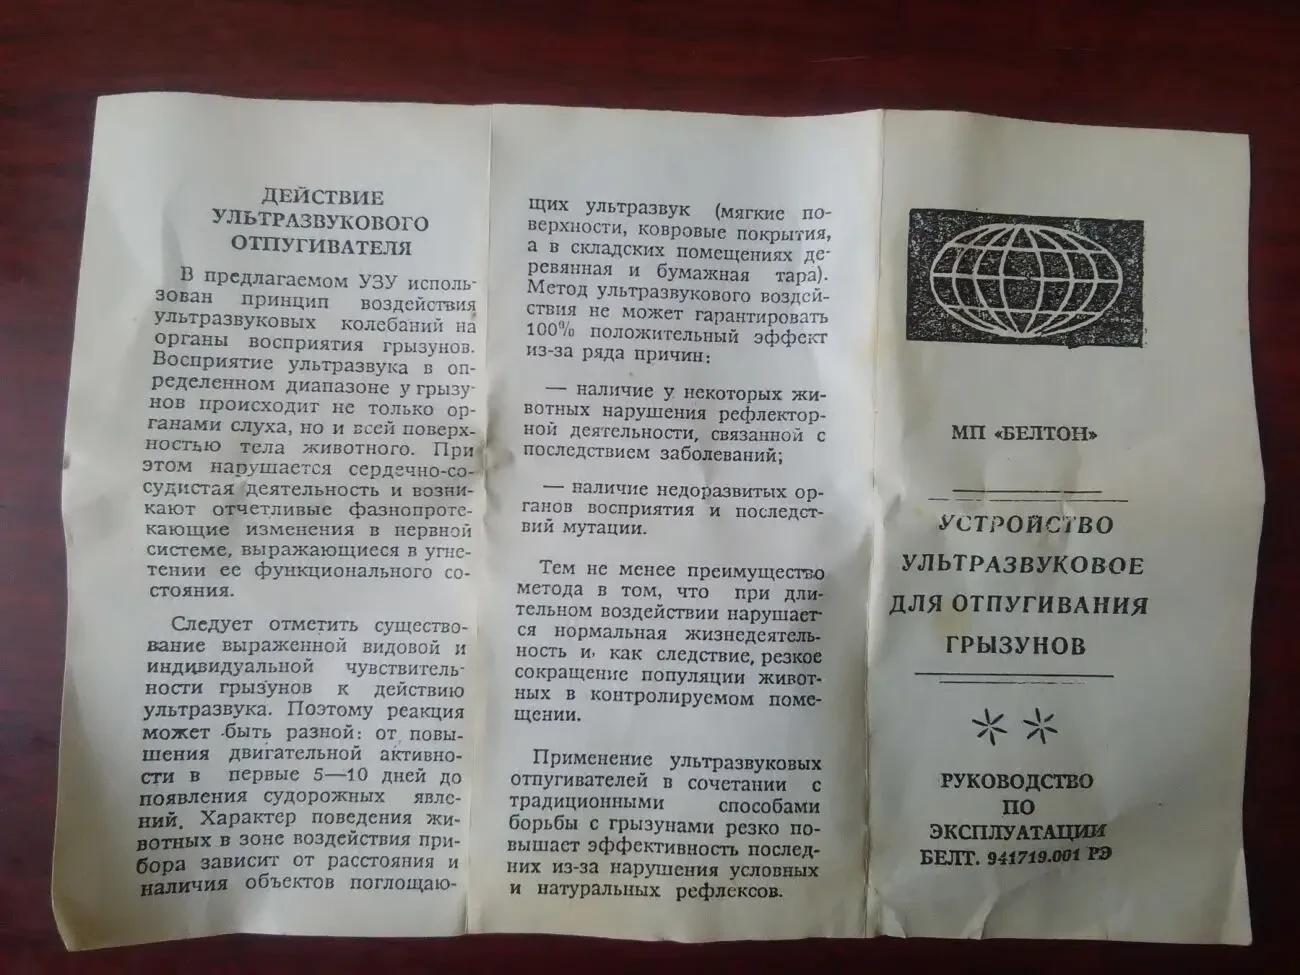 ДЕЙСТВИЕ
УЛЬТРАЗВУКОВОГО
ОТПУГИВАТЕЛЯ
В предлагаемом УЗУ исполь-
зован принцип воздействия
ультразвуковых колебаний на
органы восприятия грызунов.
Восприятие ультразвука в оп-
ределенном диапазоне у грызу-
нов происходит не только ор-
ганами слуха, но и всей поверх-
ностью тела животного. При
этом нарушается сердечно-со-
судистая деятельность и возни-
кают отчетливые фазнопроте-
кающие изменения в нервной
системе, выражающиеся в угне-
тении ее функционального со-
стояния.
Следует отметить существо-
вание выраженной видовой и
индивидуальной чувствитель-
ности грызунов к действию
ультразвука. Поэтому реакция
может быть разной: от повы-
шения двигательной активно-
сти в первые 5—10 дней до
появления судорожных явле-
ний. Характер поведения жи-
вотных в зоне воздействия при-
бора зависит от расстояния и
наличия объектов поглощаю-
щих ультразвук (мягкие по-
верхности, ковровые покрытия,
а в складских помещениях де-
ревянная и бумажная тара).
Метод ультразвукового воздей-
ствия не может гарантировать
100% положительный эффект
из-за ряда причин:
— наличие у некоторых жи-
вотных нарушения рефлектор-
ной деятельности, связанной с
последствием заболеваний;
— наличие недоразвитых ор-
ганов восприятия и последст-
вий мутации.
Тем не менее преимущество
метода в том, что при дли-
тельном воздействии нарушает-
ся нормальная жизнедеятель-
ность и, как следствие, резкое
сокращение популяции живот-
ных в контролируемом поме-
щении.
Применение ультразвуковых
отпугивателей в сочетании с
традиционными способами
борьбы с грызунами резко по-
вышает эффективность послед-
них из-за нарушения условных
и натуральных рефлексов.
МП «БЕЛТОН»
УСТРОЙСТВО
УЛЬТРАЗВУКОВОЕ
ДЛЯ ОТПУГИВАНИЯ
ГРЫЗУНОВ
РУКОВОДСТВО
ПО
ЭКСПЛУАТАЦИИ
БЕЛТ. 941719.001 РЭ